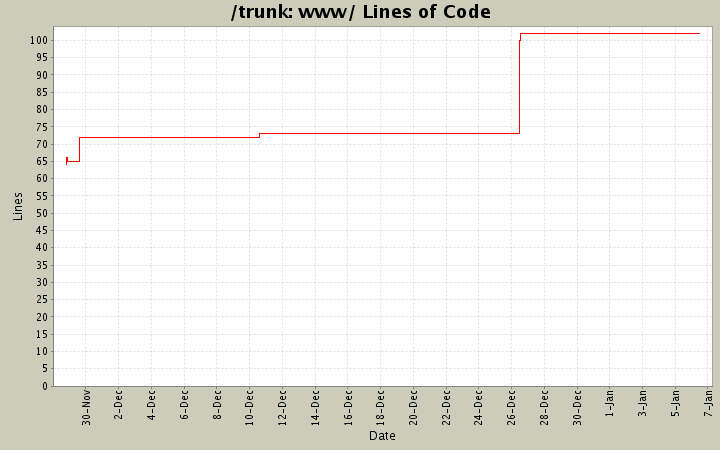 /trunk: www/ Lines of Code
Lines
100
95
90
85
80
75
70
65
60
55
50
45
40
35
30
25
20
15
10
5
0
30-Nov
2-Dec
4-Dec
6-Dec
8-Dec
10-Dec
12-Dec
14-Dec
16-Dec
18-Dec
20-Dec
22-Dec
24-Dec
26-Dec
28-Dec
30-Dec
1-Jan
3-Jan
5-Jan
7-Jan
Date